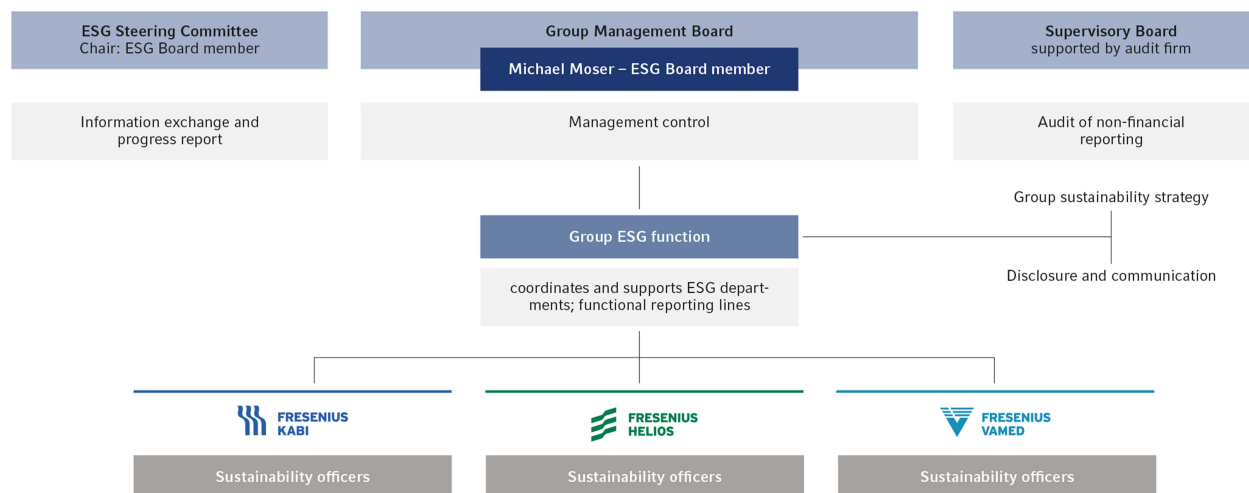 ESG Steering Committee
Chair: ESG Board member
Group Management Board
Michael Moser – ESG Board member
Supervisory Board
supported by audit firm
Information exchange and
progress report
Management control
Audit of non-financial
reporting
Group sustainability strategy
Group ESG function
Disclosure and communication
coordinates and supports ESG depart-
ments; functional reporting lines
FRESENIUS
KABI
FRESENIUS
HELIOS
FRESENIUS
VAMED
Sustainability officers
Sustainability officers
Sustainability officers